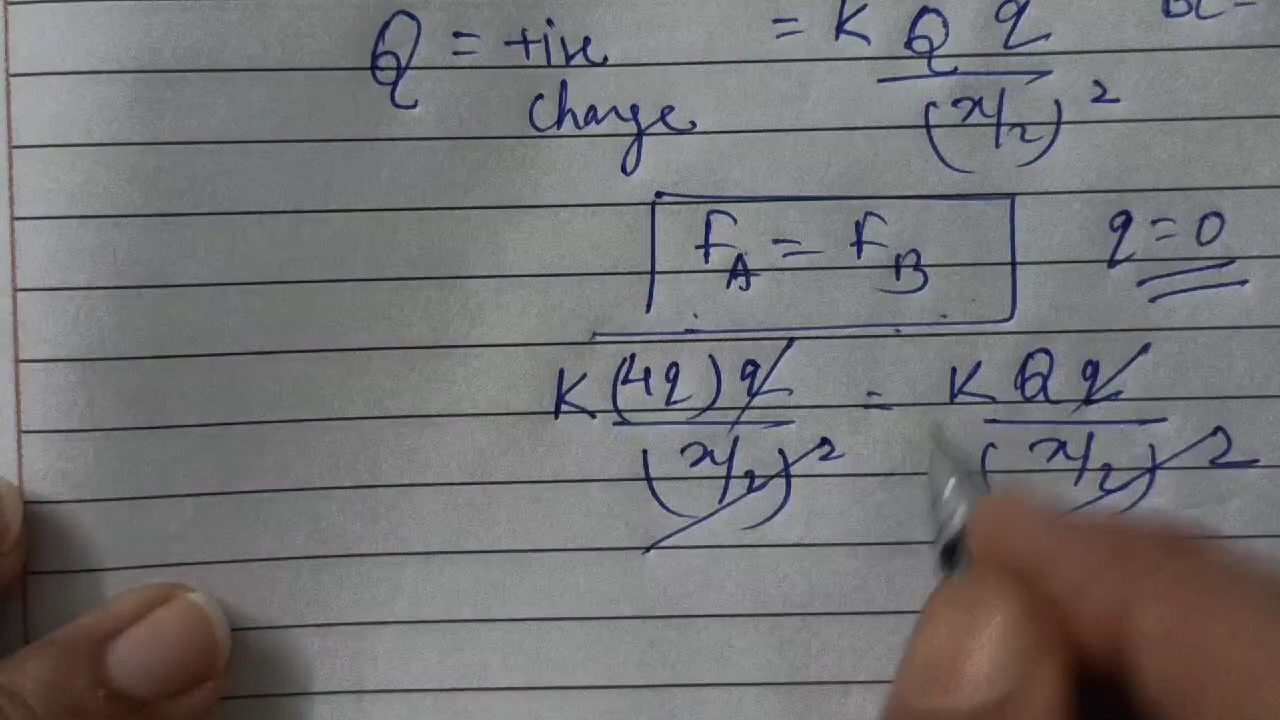 Q = +ive = K Q q
charge (x/2)²
F_A = F_B q = 0
K(4q)q = K Q q
(x/2)² (x/2)²